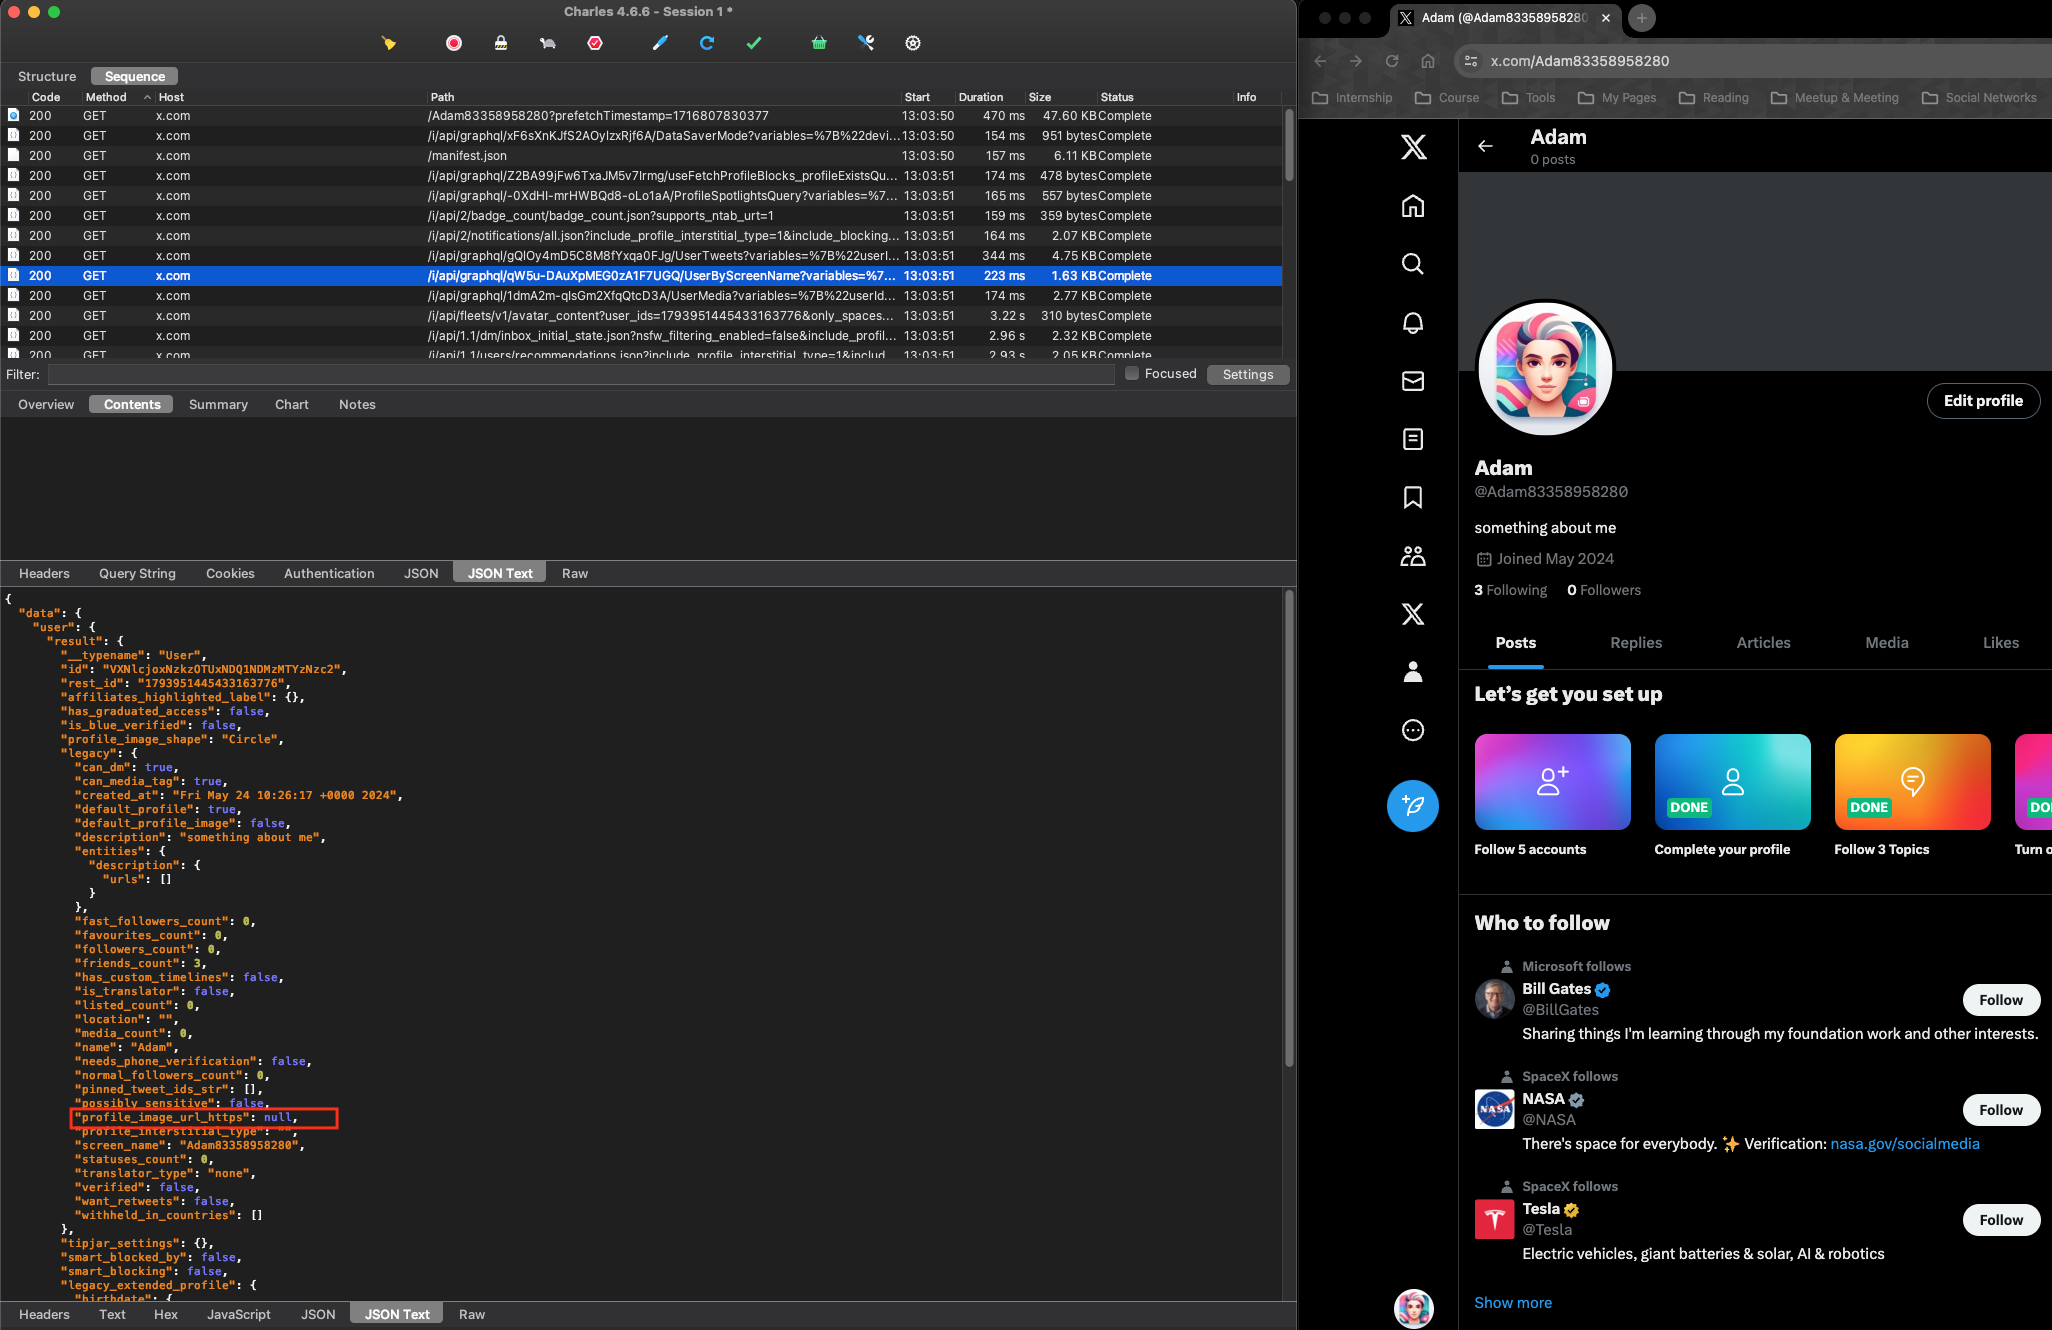 Charles 4.6.6 - Session 1 *
Structure Sequence
Code Method Host Path Start Duration Size Status Info
200 GET x.com /Adam83358958280?prefetchTimestamp=1716807830377 13:03:50 470 ms 47.60 KB Complete
200 GET x.com /i/api/graphql/xF6sXnKJfS2AOylzxRjf6A/DataSaverMode?variables=%7B%22devi... 13:03:50 154 ms 951 bytes Complete
200 GET x.com /manifest.json 13:03:50 157 ms 6.11 KB Complete
200 GET x.com /i/api/graphql/Z2BA99jFw6TxaJM5v7Irmg/useFetchProfileBlocks_profileExistsQu... 13:03:51 174 ms 478 bytes Complete
200 GET x.com /i/api/graphql/-0XdHI-mrHWBQd8-oLo1aA/ProfileSpotlightsQuery?variables=%7... 13:03:51 165 ms 557 bytes Complete
200 GET x.com /i/api/2/badge_count/badge_count.json?supports_ntab_urt=1 13:03:51 159 ms 359 bytes Complete
200 GET x.com /i/api/2/notifications/all.json?include_profile_interstitial_type=1&include_blocking... 13:03:51 164 ms 2.07 KB Complete
200 GET x.com /i/api/graphql/gQlOy4mD5C8M8fYxqa0FJg/UserTweets?variables=%7B%22userI... 13:03:51 344 ms 4.75 KB Complete
200 GET x.com /i/api/graphql/qW5u-DAuXpMEG0zA1F7UGQ/UserByScreenName?variables=%7... 13:03:51 223 ms 1.63 KB Complete
200 GET x.com /i/api/graphql/1dmA2m-qIsGm2XfqQtcD3A/UserMedia?variables=%7B%22userId... 13:03:51 174 ms 2.77 KB Complete
200 GET x.com /i/api/fleets/v1/avatar_content?user_ids=1793951445433163776&only_spaces... 13:03:51 3.22 s 310 bytes Complete
200 GET x.com /i/api/1.1/dm/inbox_initial_state.json?nsfw_filtering_enabled=false&include_profil... 13:03:51 2.96 s 2.32 KB Complete
200 GET x.com /i/api/1.1/users/recommendations.json?include_profile_interstitial_type=1&includ 13:03:51 2.93 s 2.05 KB Complete
Filter: Focused Settings
Overview Contents Summary Chart Notes
Headers Query String Cookies Authentication JSON JSON Text Raw
{
"data": {
"user": {
"result": {
"__typename": "User",
"id": "VXNlcjoxNzkzOTUxNDQ1NDMzMTYzNzc2",
"rest_id": "1793951445433163776",
"affiliates_highlighted_label": {},
"has_graduated_access": false,
"is_blue_verified": false,
"profile_image_shape": "Circle",
"legacy": {
"can_dm": true,
"can_media_tag": true,
"created_at": "Fri May 24 10:26:17 +0000 2024",
"default_profile": true,
"default_profile_image": false,
"description": "something about me",
"entities": {
"description": {
"urls": []
}
},
"fast_followers_count": 0,
"favourites_count": 0,
"followers_count": 0,
"friends_count": 3,
"has_custom_timelines": false,
"is_translator": false,
"listed_count": 0,
"location": "",
"media_count": 0,
"name": "Adam",
"needs_phone_verification": false,
"normal_followers_count": 0,
"pinned_tweet_ids_str": [],
"possibly_sensitive": false,
"profile_image_url_https": null,
"profile_interstitial_type": "",
"screen_name": "Adam83358958280",
"statuses_count": 0,
"translator_type": "none",
"verified": false,
"want_retweets": false,
"withheld_in_countries": []
},
"tipjar_settings": {},
"smart_blocked_by": false,
"smart_blocking": false,
"legacy_extended_profile": {
"birthdate": {
Headers Text Hex JavaScript JSON JSON Text Raw
Adam (@Adam83358958280
x.com/Adam83358958280
Internship Course Tools My Pages Reading Meetup & Meeting Social Networks
Adam
0 posts
Edit profile
Adam
@Adam83358958280
something about me
Joined May 2024
3 Following 0 Followers
Posts Replies Articles Media Likes
Let's get you set up
DONE DONE DO
Follow 5 accounts Complete your profile Follow 3 Topics Turn o
Who to follow
Microsoft follows
Bill Gates
@BillGates
Follow
Sharing things I'm learning through my foundation work and other interests.
SpaceX follows
NASA
NASA
@NASA
Follow
There's space for everybody. ✨ Verification: nasa.gov/socialmedia
SpaceX follows
Tesla
@Tesla
Follow
Electric vehicles, giant batteries & solar, AI & robotics
Show more